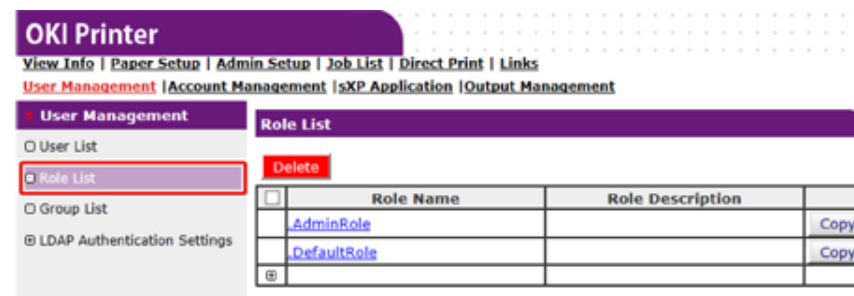 OKI Printer
View Info | Paper Setup | Admin Setup | Job List | Direct Print | Links
User Management |Account Management |sXP Application |Output Management
User Management
Role List
User List
Delete
Role List
Role Name Role Description
Group List
.AdminRole Copy
LDAP Authentication Settings
.DefaultRole Copy